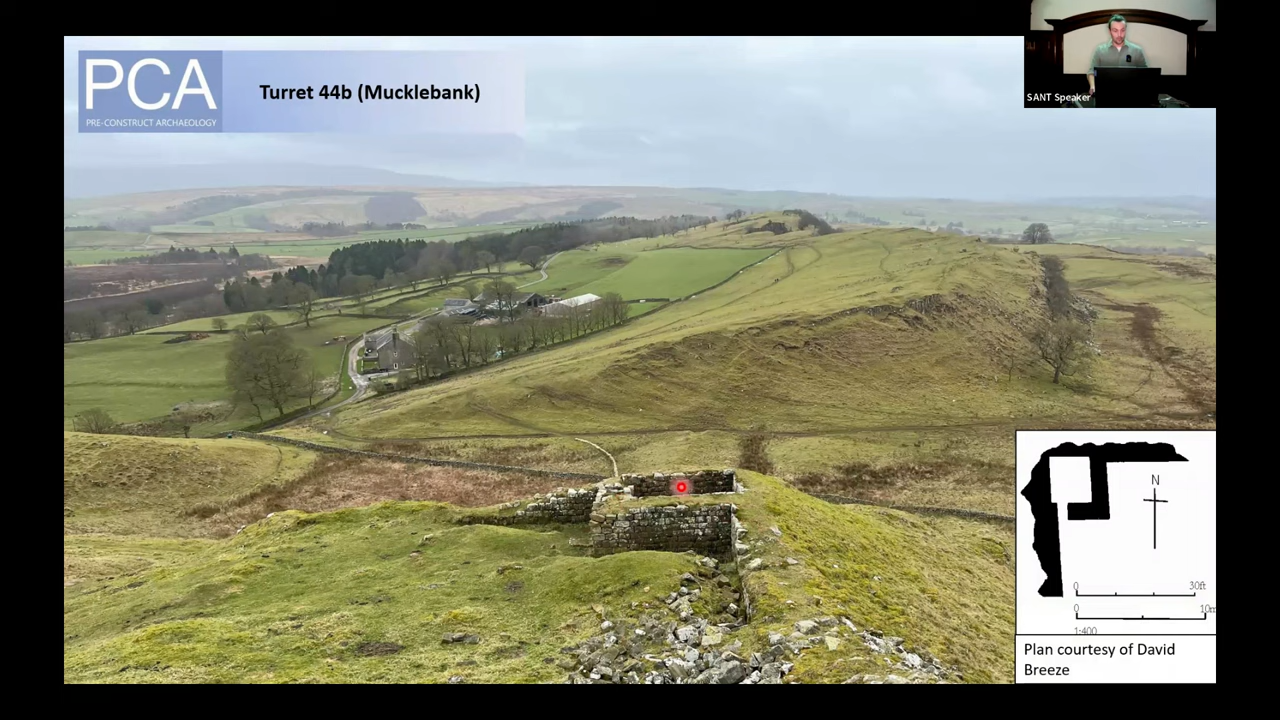 PCA
PRE-CONSTRUCT ARCHAEOLOGY
Turret 44b (Mucklebank)
SANT Speaker
N
0 30ft
0 10m
1:400
Plan courtesy of David
Breeze